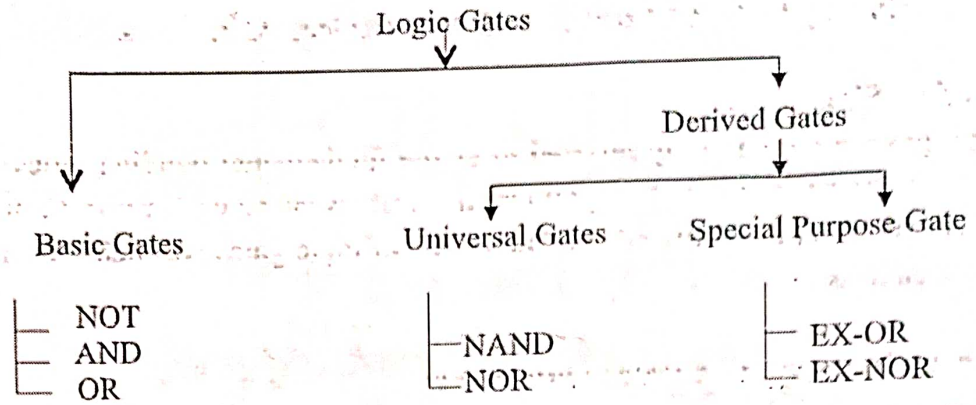 Logic Gates
Derived Gates
Basic Gates
Universal Gates
Special Purpose Gate
NOT
AND
OR
NAND
NOR
EX-OR
EX-NOR